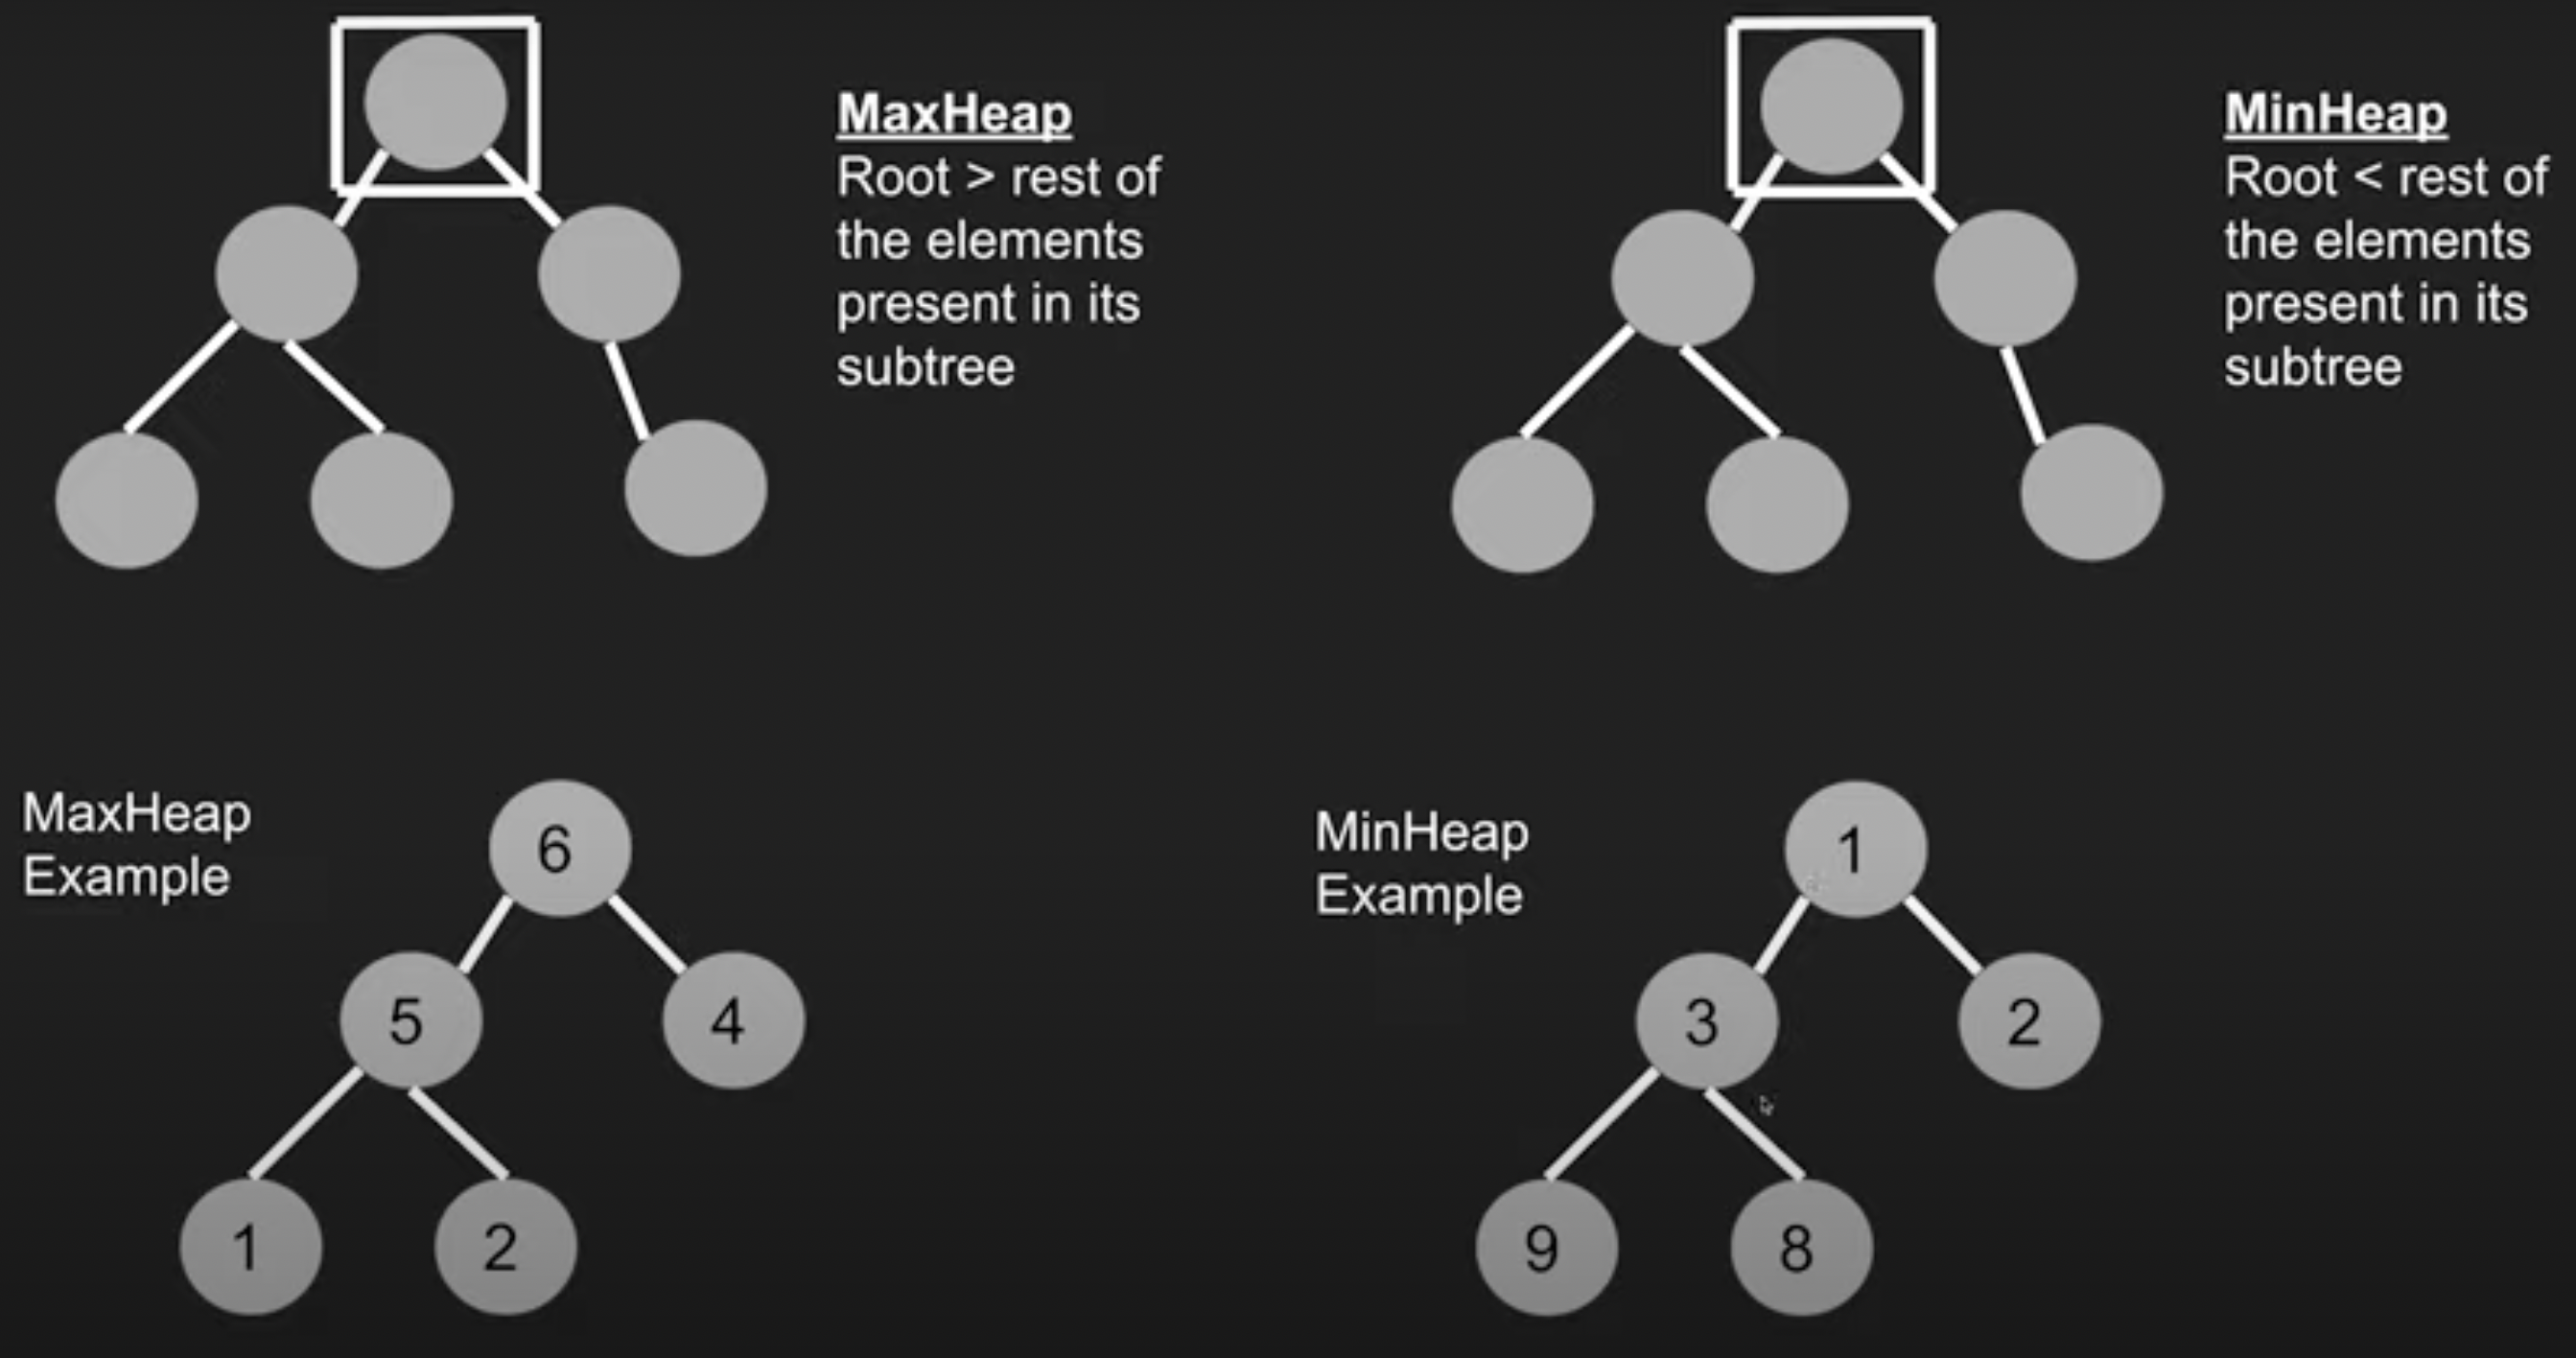 MaxHeap
Root > rest of
the elements
present in its
subtree
MinHeap
Root < rest of
the elements
present in its
subtree
MaxHeap
Example
6
5
4
1
2
MinHeap
Example
1
3
2
9
8